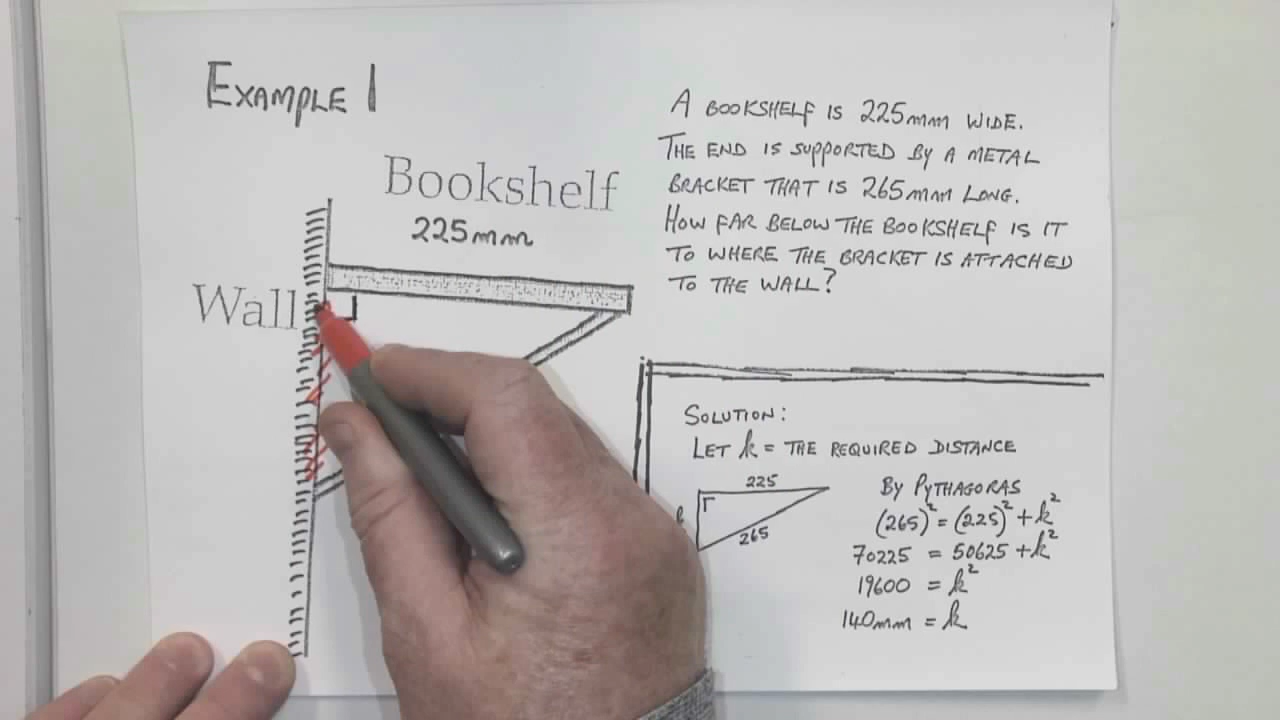 EXAMPLE 1
Bookshelf
225mm
Wall
A BOOKSHELF IS 225mm WIDE.
THE END IS SUPPORTED BY A METAL
BRACKET THAT IS 265mm LONG.
HOW FAR BELOW THE BOOKSHELF IS IT
TO WHERE THE BRACKET IS ATTACHED
TO THE WALL?
SOLUTION:
LET k = THE REQUIRED DISTANCE
225
265
BY PYTHAGORAS
(265)² = (225)² + k²
70225 = 50625 + k²
19600 = k²
140mm = k